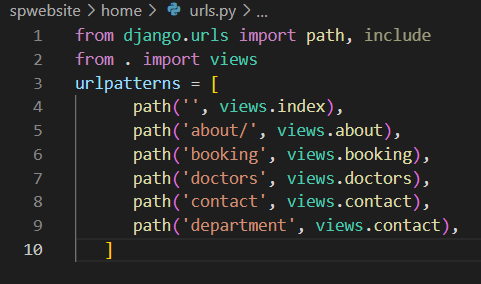 spwebsite > home > urls.py > ...
1 from django.urls import path, include
2 from . import views
3 urlpatterns = [
4 path('', views.index),
5 path('about/', views.about),
6 path('booking', views.booking),
7 path('doctors', views.doctors),
8 path('contact', views.contact),
9 path('department', views.contact),
10 ]